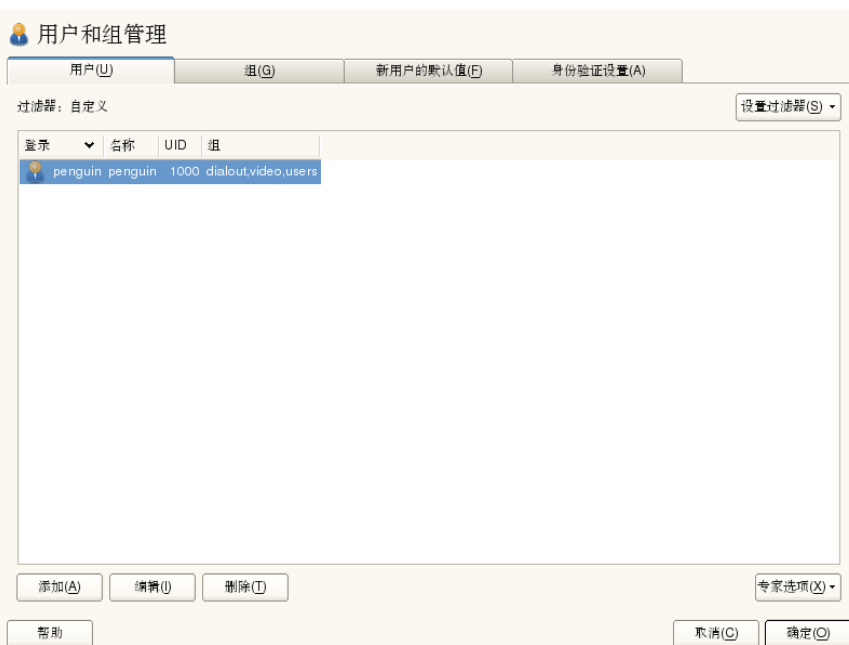 用户和组管理
用户(U) 组(G) 新用户的默认值(F) 身份验证设置(A)
过滤器：自定义 设置过滤器(S)
登录 名称 UID 组
penguin penguin 1000 dialout,video,users
添加(A) 编辑(I) 删除(T) 专家选项(X)
帮助 取消(C) 确定(O)